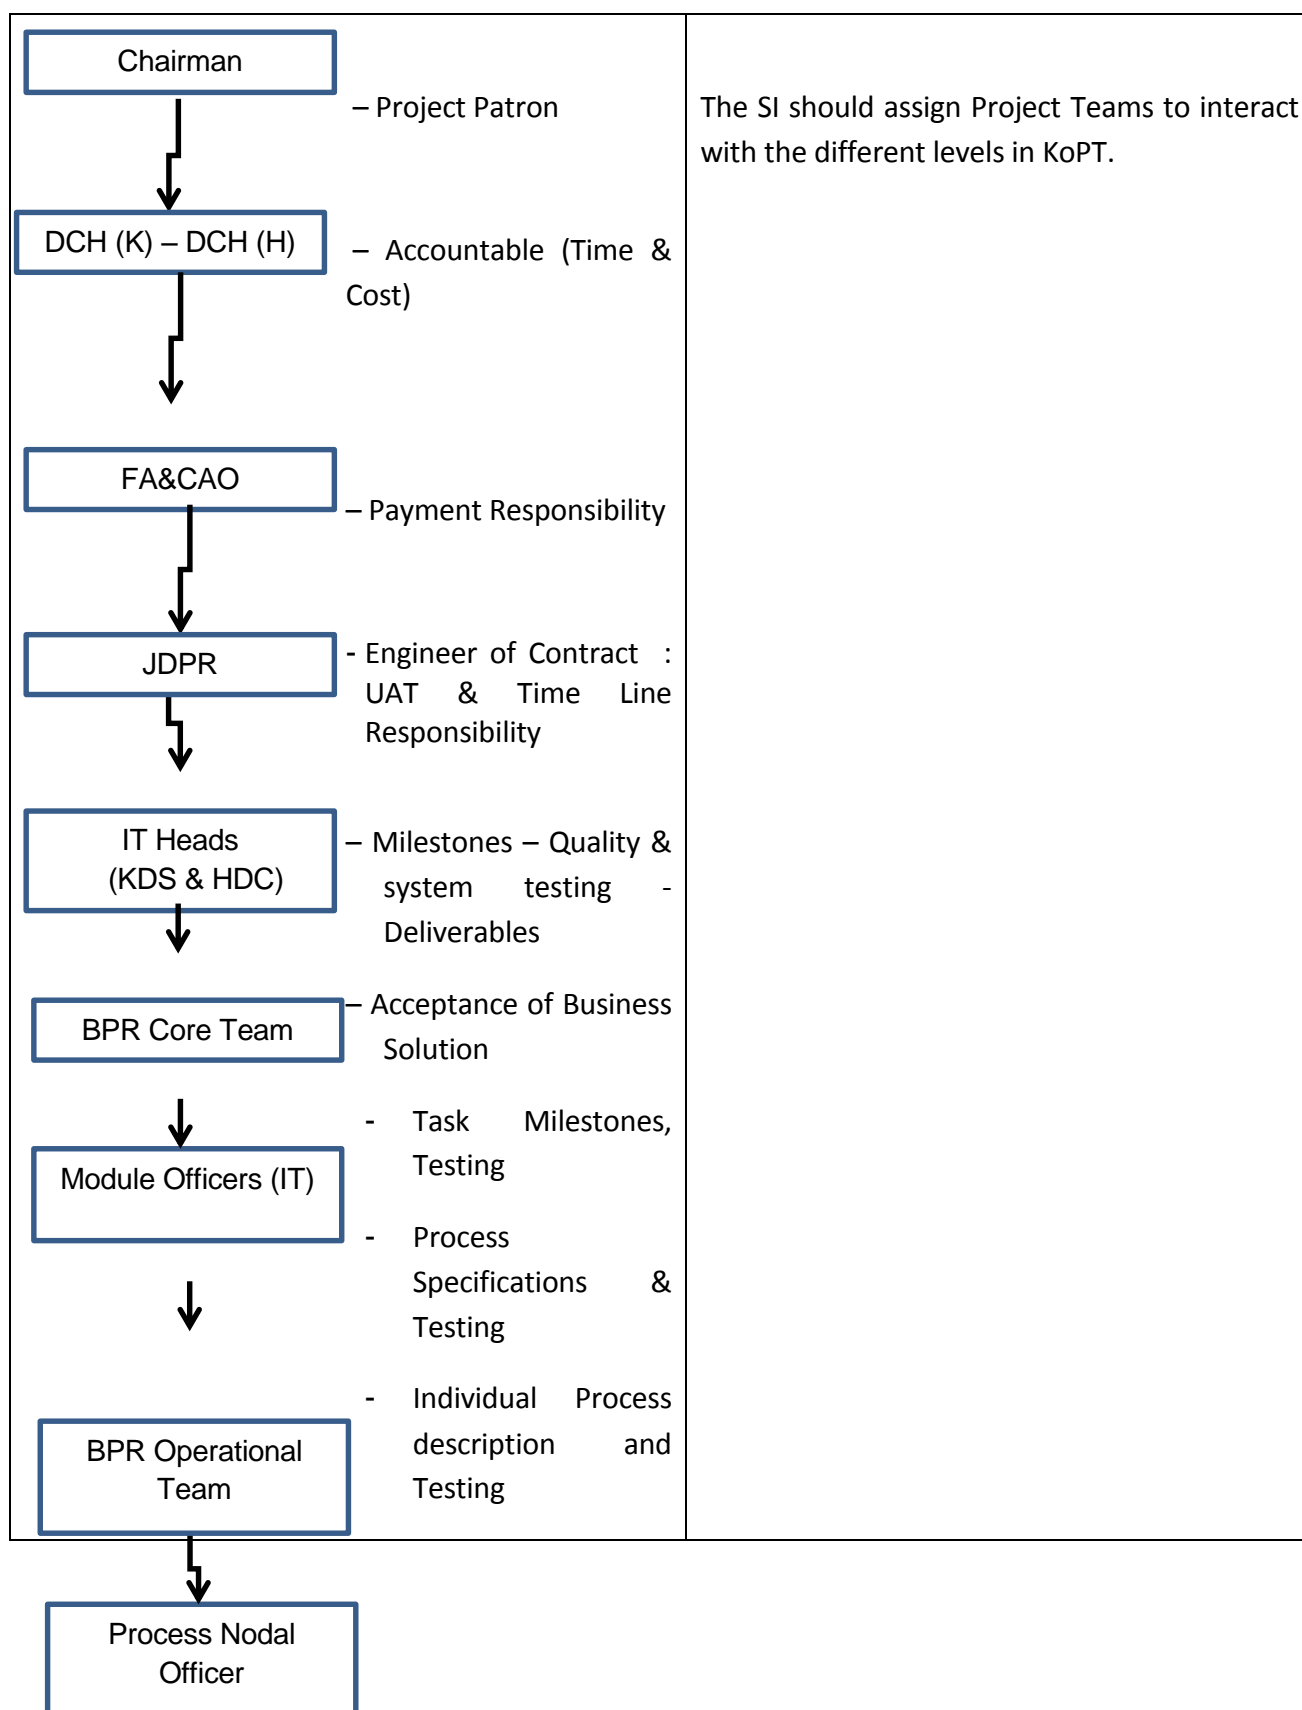 Chairman
– Project Patron
The SI should assign Project Teams to interact
with the different levels in KoPT.
DCH (K) – DCH (H)
– Accountable (Time &
Cost)
FA&CAO
– Payment Responsibility
JDPR
- Engineer of Contract :
UAT & Time Line
Responsibility
IT Heads
(KDS & HDC)
– Milestones – Quality &
system testing -
Deliverables
BPR Core Team
– Acceptance of Business
Solution
Module Officers (IT)
- Task Milestones,
Testing
- Process
Specifications &
Testing
BPR Operational
Team
- Individual Process
description and
Testing
Process Nodal
Officer